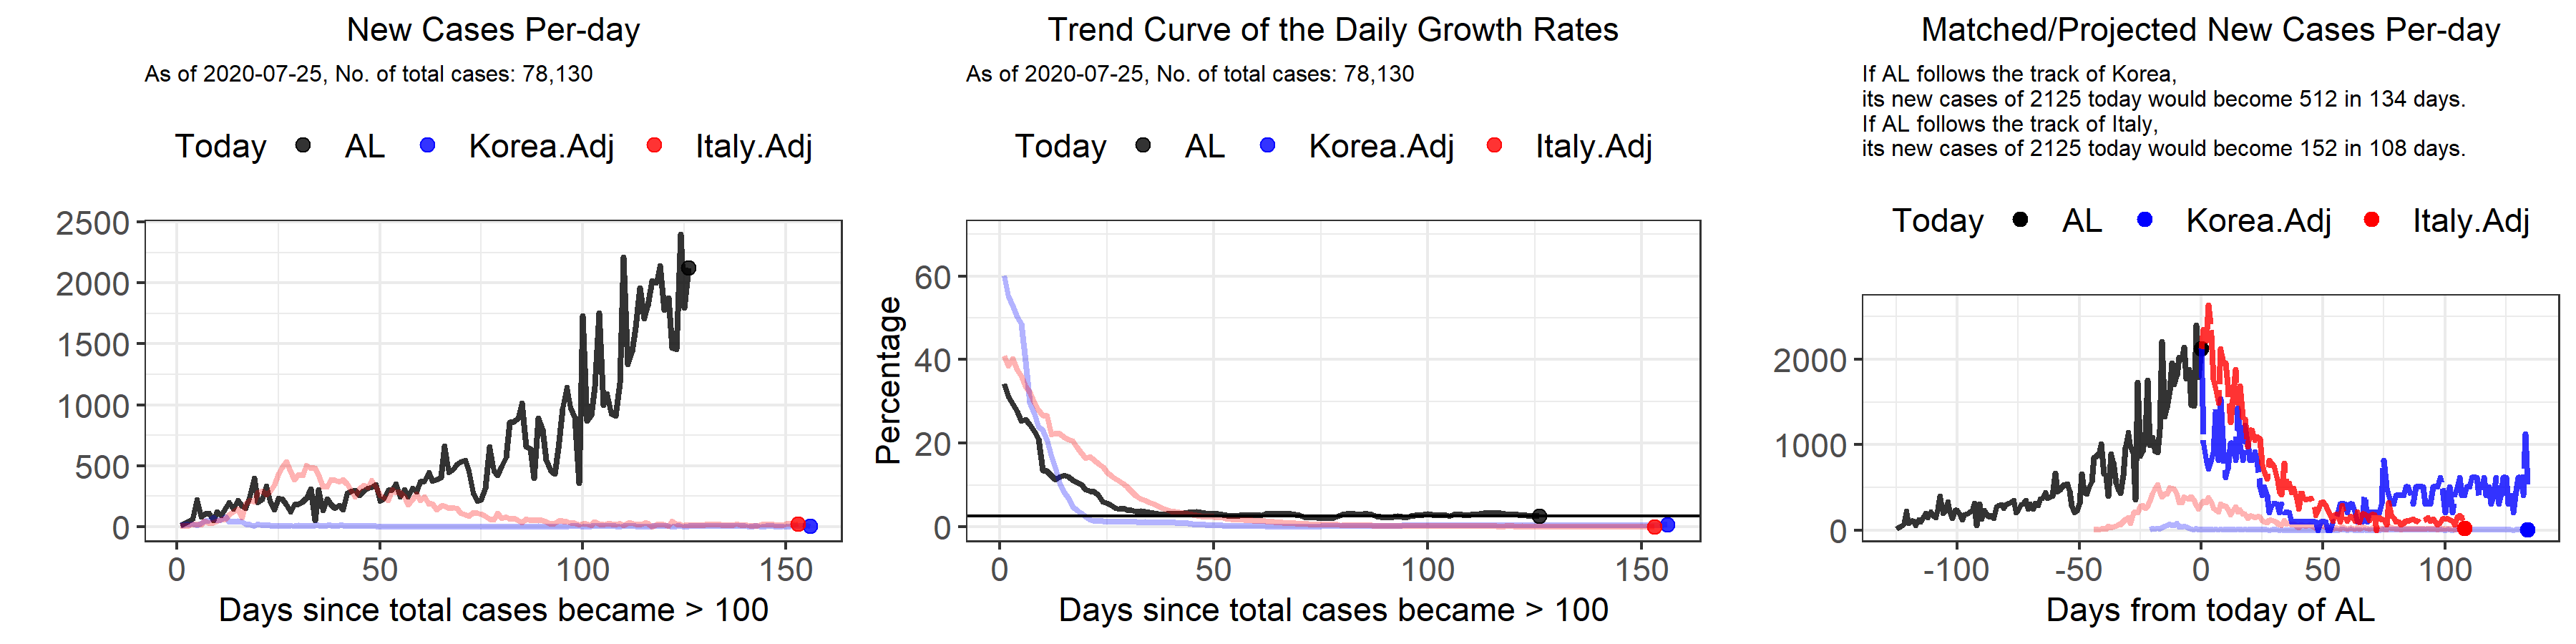 New Cases Per-day
As of 2020-07-25, No. of total cases: 78,130
Today AL Korea.Adj Italy.Adj
2500
2000
1500
1000
500
0
0 50 100 150
Days since total cases became > 100
Trend Curve of the Daily Growth Rates
As of 2020-07-25, No. of total cases: 78,130
Today AL Korea.Adj Italy.Adj
Percentage
60
40
20
0
0 50 100 150
Days since total cases became > 100
Matched/Projected New Cases Per-day
If AL follows the track of Korea,
its new cases of 2125 today would become 512 in 134 days.
If AL follows the track of Italy,
its new cases of 2125 today would become 152 in 108 days.
Today AL Korea.Adj Italy.Adj
2000
1000
0
-100 -50 0 50 100
Days from today of AL